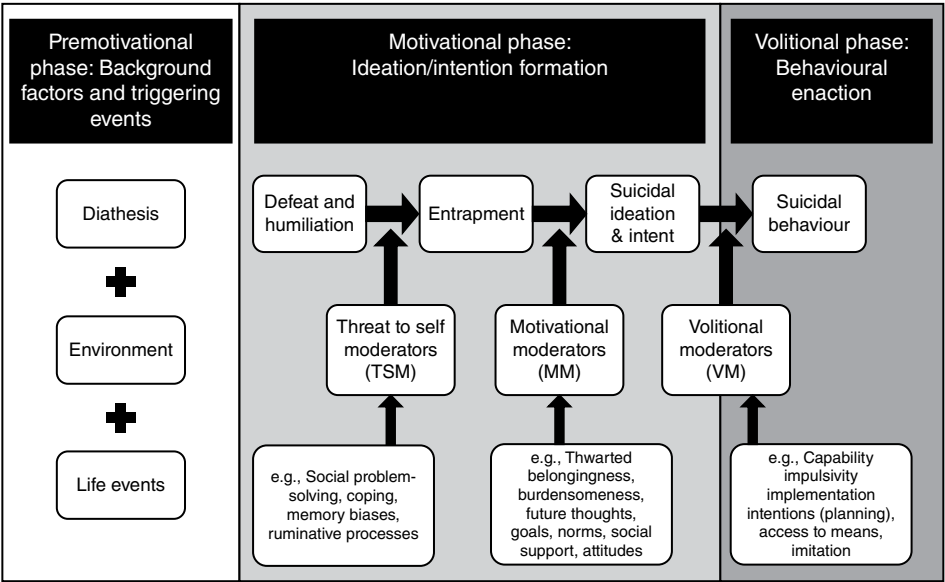 Premotivational
phase: Background
factors and triggering
events
Motivational phase:
Ideation/intention formation
Volitional phase:
Behavioural
enaction
Diathesis
Environment
Life events
Defeat and
humiliation
Entrapment
Suicidal
ideation
& intent
Suicidal
behaviour
Threat to self
moderators
(TSM)
Motivational
moderators
(MM)
Volitional
moderators
(VM)
e.g., Social problem-
solving, coping,
memory biases,
ruminative processes
e.g., Thwarted
belongingness,
burdensomeness,
future thoughts,
goals, norms, social
support, attitudes
e.g., Capability
impulsivity
implementation
intentions (planning),
access to means,
imitation